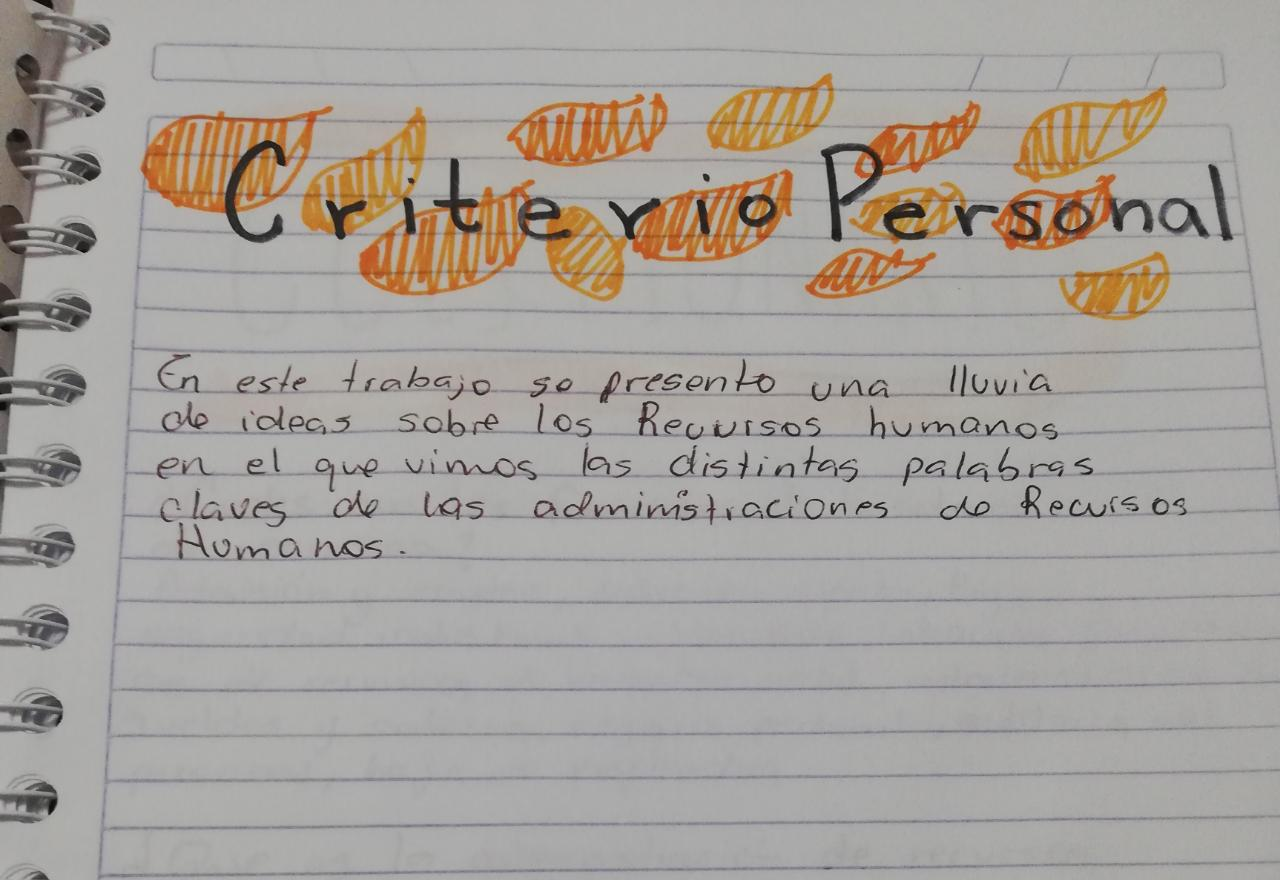 Criterio Personal
En este trabajo se presento una lluvia
de ideas sobre los Recursos humanos
en el que vimos las distintas palabras
claves de las administraciones de Recursos
Humanos.